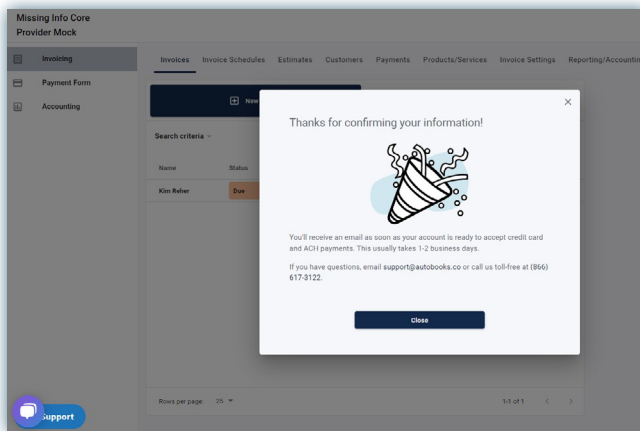 Missing Info Core
Provider Mock
Invoicing
Payment Form
Accounting
Invoices Invoice Schedules Estimates Customers Payments Products/Services Invoice Settings Reporting/Accountin
New
Search criteria
Name Status
Kim Reher Due
Thanks for confirming your information!
You'll receive an email as soon as your account is ready to accept credit card
and ACH payments. This usually takes 1-2 business days.
If you have questions, email support@autobooks.co or call us toll-free at (866)
617-3122.
Close
Rows per page: 25 1-1 of 1
Support